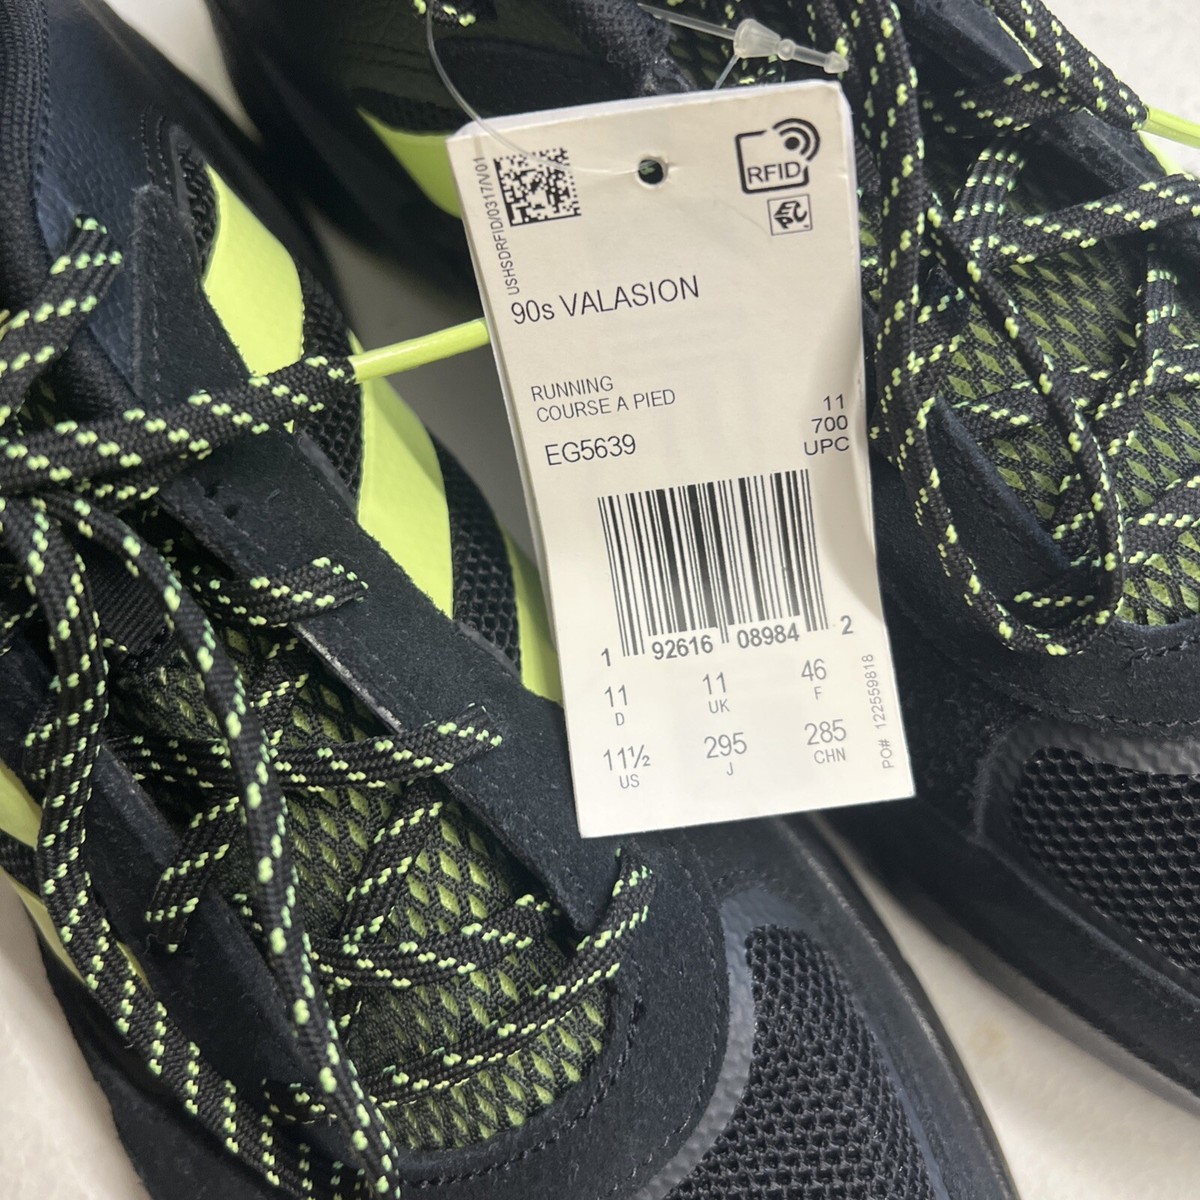 USHSDRFID/0317/V01
RFID
EPC
90s VALASION
RUNNING
COURSE A PIED
EG5639
11
700
UPC
1 92616 08984 2
11 11 46
D UK F
11½ 295 285
US J CHN
PO# 122559818